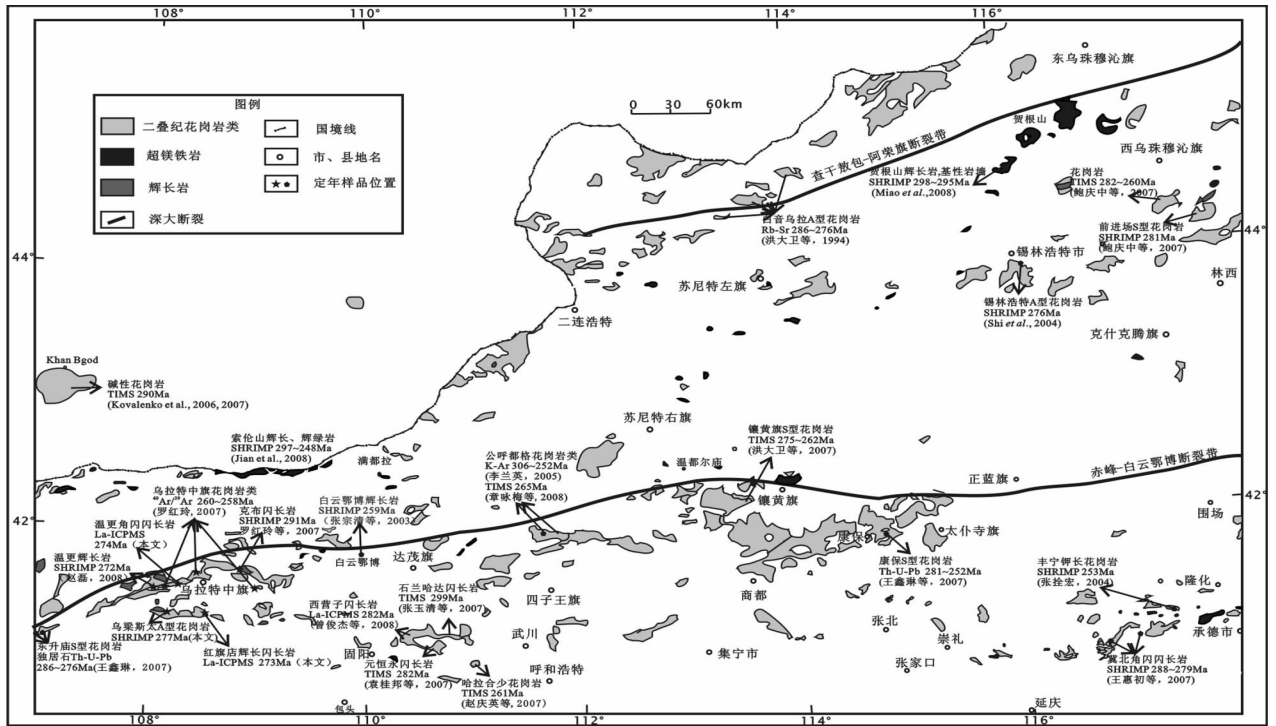 108°
110°
112°
114°
116°
图例
二叠纪花岗岩类
国境线
超镁铁岩
市、县地名
辉长岩
定年样品位置
深大断裂
0 30 60km
东乌珠穆沁旗
贺根山
查干敖包-阿荣旗断裂带
西乌珠穆沁旗
贺根山辉长岩,基性岩墙
SHRIMP 298~295Ma
(Miao et al.,2008)
花岗岩
TIMS 282~260Ma
(鲍庆中等,2007)
前进场S型花岗岩
SHRIMP 281Ma
(鲍庆中等,2007)
白音乌拉A型花岗岩
Rb-Sr 286~276Ma
(洪大卫等,1994)
44°
44°
锡林浩特市
苏尼特左旗
林西
二连浩特
锡林浩特A型花岗岩
SHRIMP 276Ma
(Shi et al.,2004)
克什克腾旗
Khan Bgod
碱性花岗岩
TIMS 290Ma
(Kovalenko et al., 2006, 2007)
苏尼特右旗
索伦山辉长、辉绿岩
SHRIMP 297~248Ma
(Jian et al., 2008)
满都拉
公呼都格花岗岩类
K-Ar 306~252Ma
(李兰英,2005)
TIMS 265Ma
(章咏梅等,2008)
镶黄旗S型花岗岩
TIMS 275~262Ma
(洪大卫等,2007)
温都尔庙
镶黄旗
正蓝旗
赤峰-白云鄂博断裂带
42°
42°
乌拉特中旗花岗岩类
⁴⁰Ar/³⁹Ar 260~258Ma
(罗红玲,2007)
克布闪长岩
SHRIMP 291Ma
罗红玲等,2007
白云鄂博辉长岩
SHRIMP 259Ma
(张宗清等,2003)
温更角闪闪长岩
La-ICPMS
274Ma(本文)
温更辉长岩
SHRIMP 272Ma
(赵磊,2008)
白云鄂博
达茂旗
康保
太仆寺旗
围场
康保S型花岗岩
Th-U-Pb 281~252Ma
(王鑫琳等,2007)
丰宁钾长花岗岩
SHRIMP 253Ma
(张拴宏,2004)
隆化
乌拉特中旗
石兰哈达闪长岩
TIMS 299Ma
(张玉清等,2007)
四子王旗
商都
西营子闪长岩
La-ICPMS 282Ma
(曾俊杰等,2008)
乌梁斯太A型花岗岩
SHRIMP 277Ma(本文)
武川
张北
崇礼
承德市
东升庙S型花岗岩
独居石Th-U-Pb
286~276Ma(王鑫琳,2007)
红旗店辉长闪长岩
La-ICPMS 273Ma(本文)
固阳
元恒永闪长岩
TIMS 282Ma
(袁桂邦等,2007)
呼和浩特
集宁市
张家口
冀北角闪闪长岩
SHRIMP 288~279Ma
(王惠初等,2007)
哈拉合少花岗岩
TIMS 261Ma
(赵庆英等,2007)
包头
延庆
108°
110°
112°
114°
116°